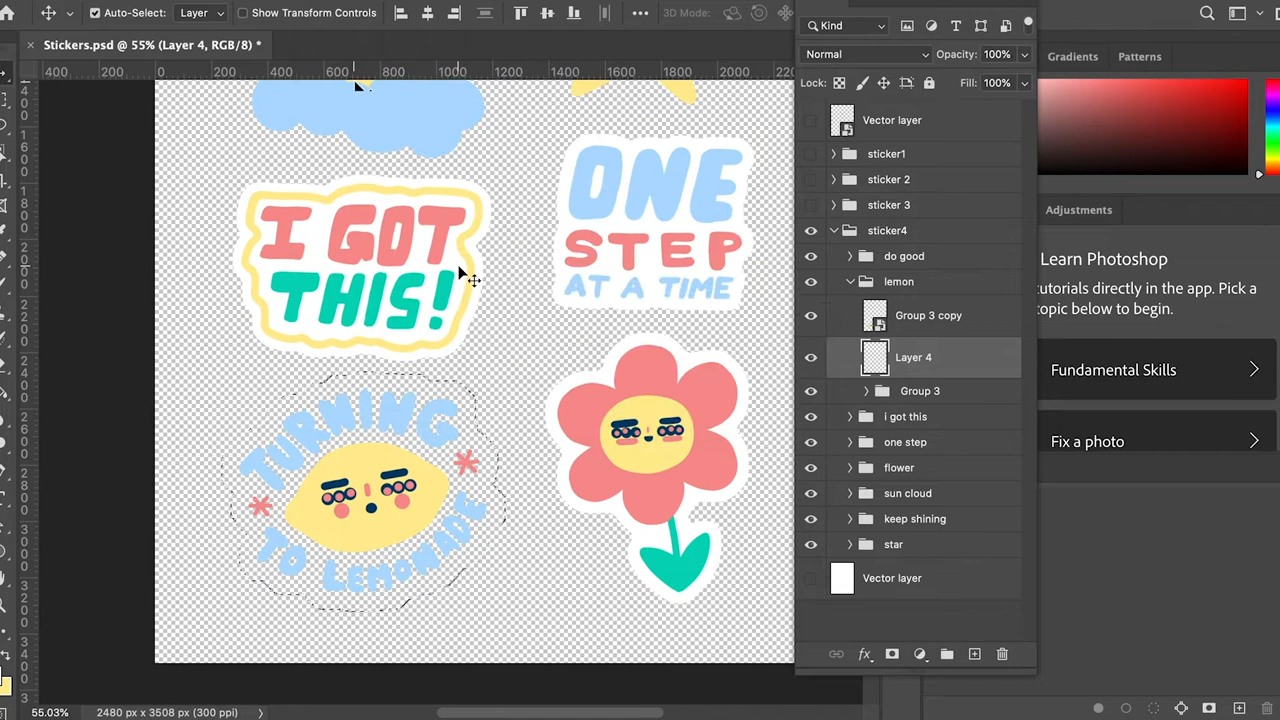 Auto-Select: Layer Show Transform Controls ••• 3D Mode:
Stickers.psd @ 55% (Layer 4, RGB/8) *
400 200 0 200 400 600 800 1000 1200 1400 1600 1800 2000
Kind
Normal Opacity: 100%
Lock: Fill: 100%
Vector layer
sticker1
sticker 2
sticker 3
sticker4
do good
lemon
Group 3 copy
Layer 4
Group 3
i got this
one step
flower
sun cloud
keep shining
star
Vector layer
Gradients Patterns
Adjustments
Learn Photoshop
tutorials directly in the app. Pick a
topic below to begin.
Fundamental Skills
Fix a photo
I GOT
THIS!
ONE
STEP
AT A TIME
TURNING
TO LEMONADE
55.03% 2480 px x 3508 px (300 ppi)